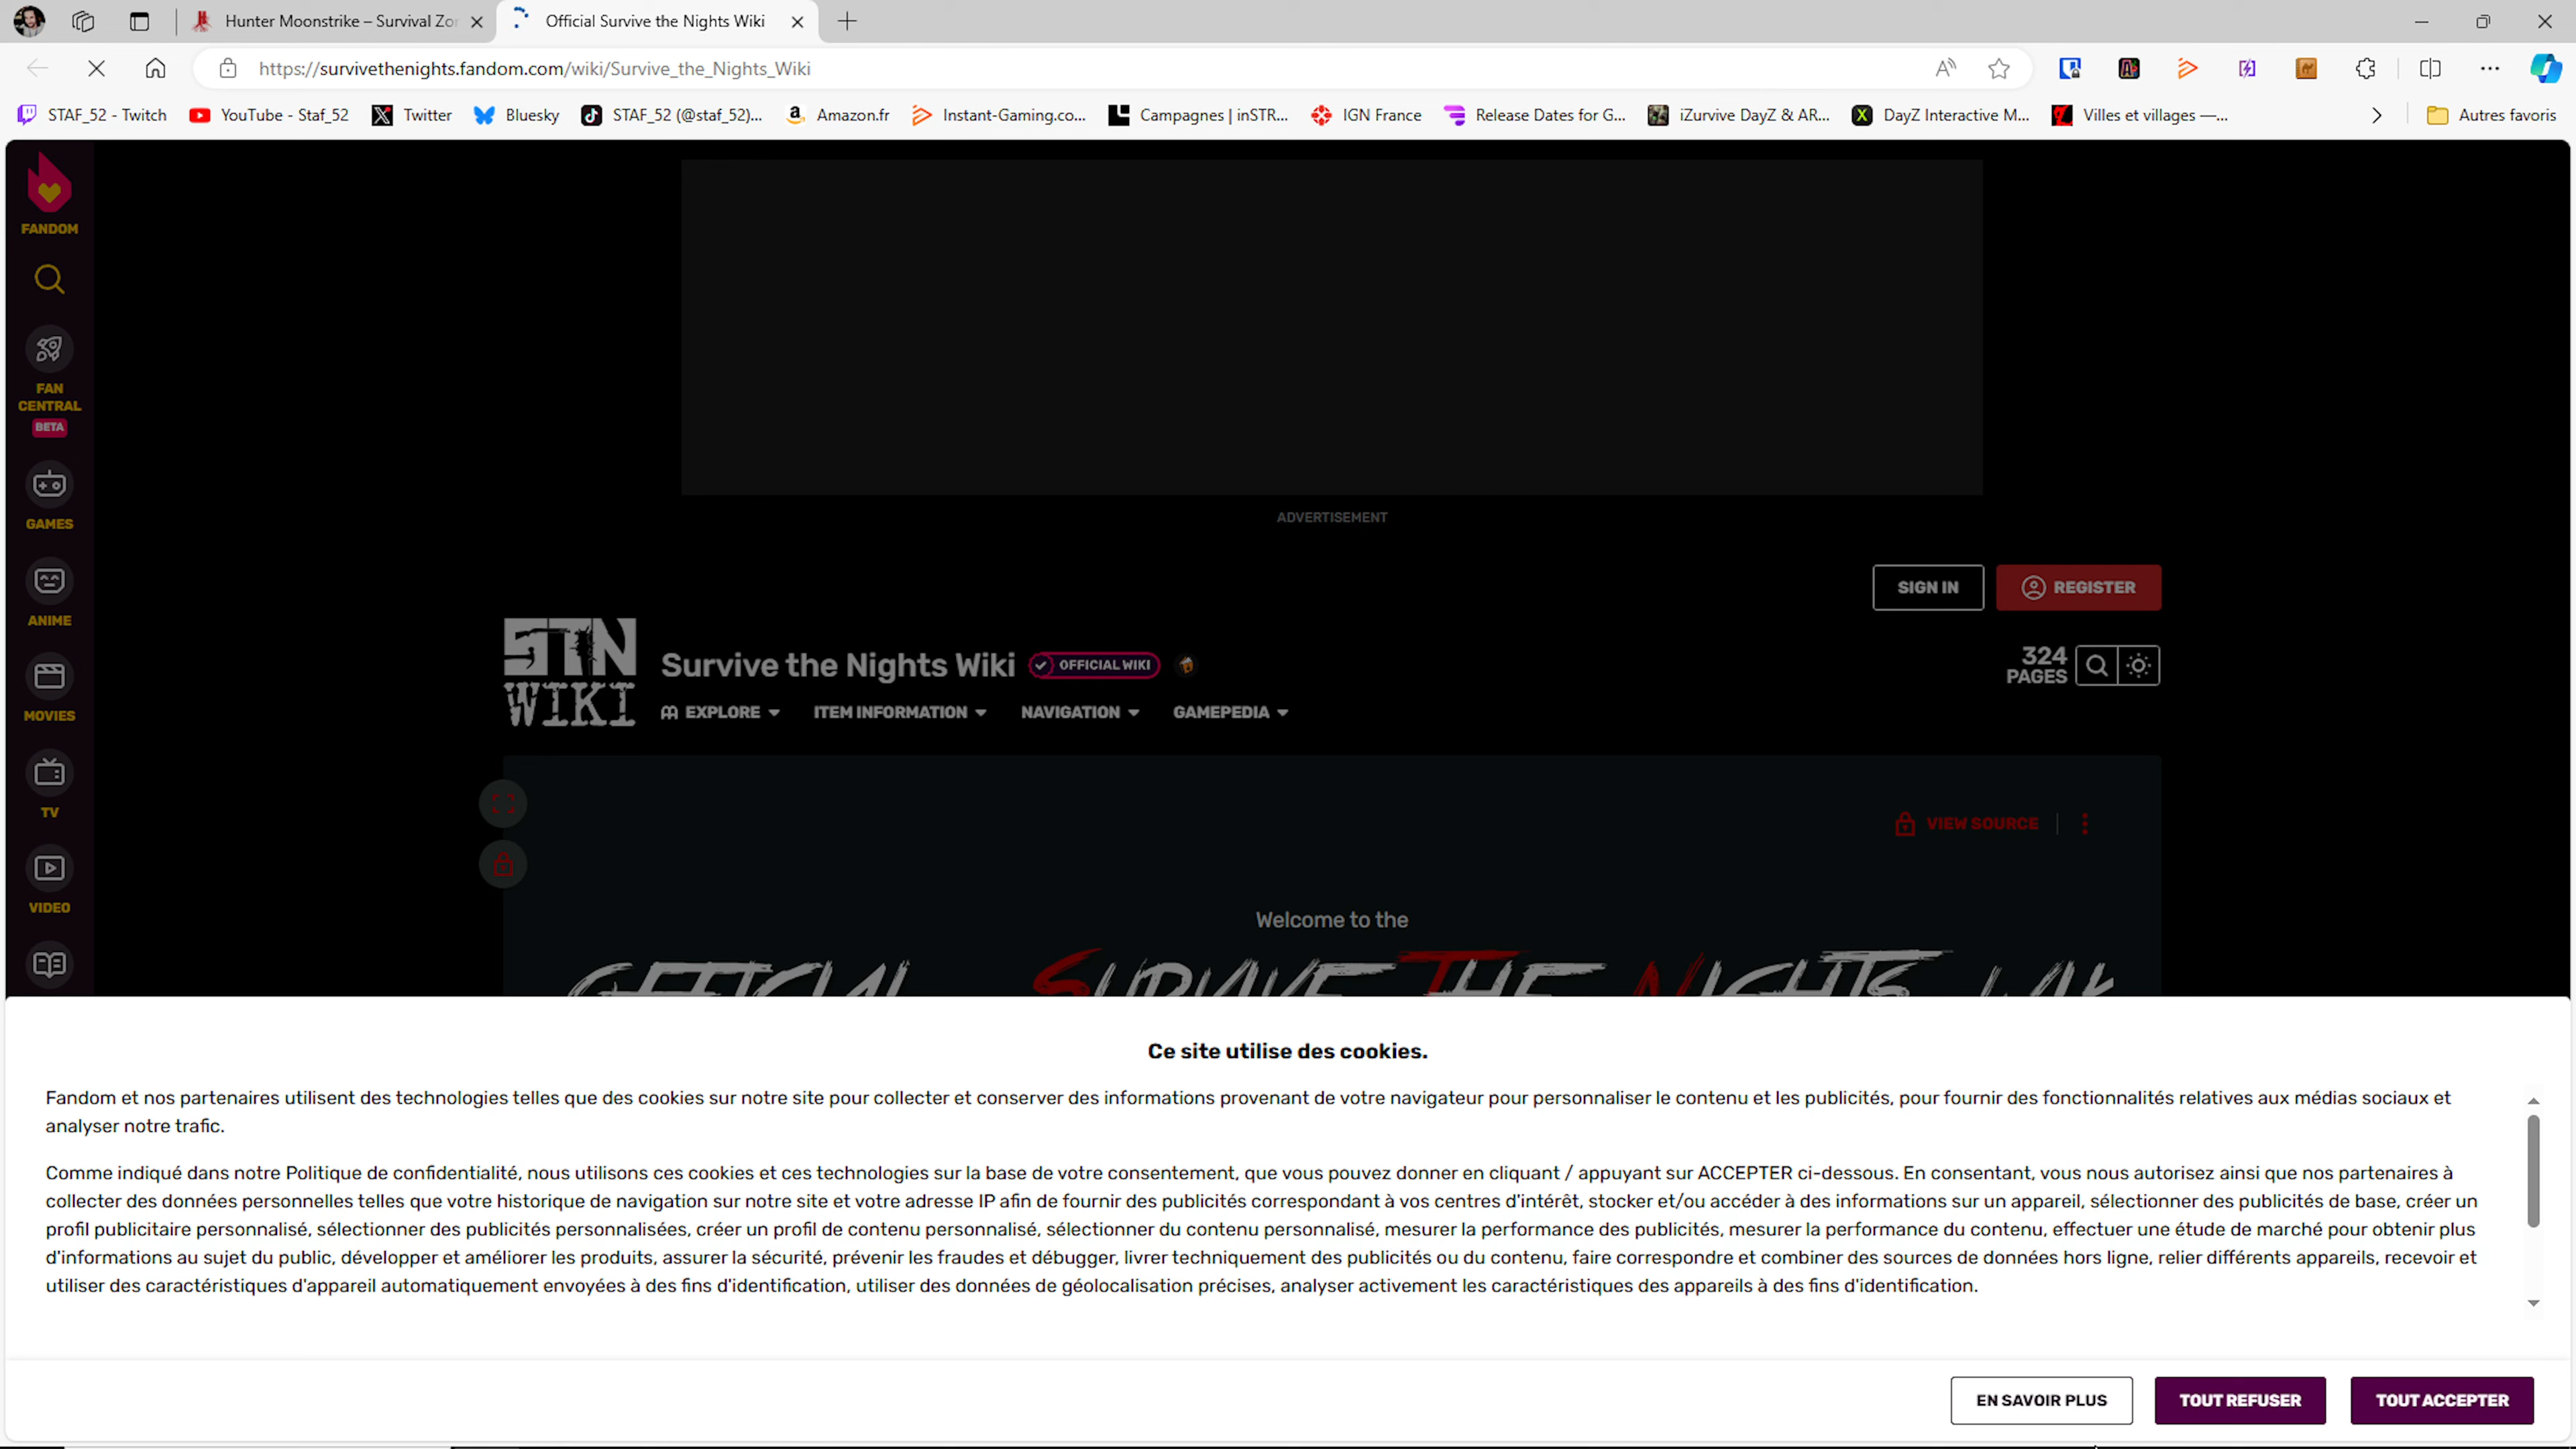 Hunter Moonstrike – Survival Zo
Official Survive the Nights Wiki
https://survivethenights.fandom.com/wiki/Survive_the_Nights_Wiki
STAF_52 - Twitch
YouTube - Staf_52
Twitter
Bluesky
STAF_52 (@staf_52)...
Amazon.fr
Instant-Gaming.co...
Campagnes | inSTR...
IGN France
Release Dates for G...
iZurvive DayZ & AR...
DayZ Interactive M...
Villes et villages —...
Autres favoris
FANDOM
FAN
CENTRAL
BETA
GAMES
ANIME
MOVIES
TV
VIDEO
ADVERTISEMENT
SIGN IN
REGISTER
STN
WIKI
Survive the Nights Wiki
OFFICIAL WIKI
324
PAGES
EXPLORE
ITEM INFORMATION
NAVIGATION
GAMEPEDIA
VIEW SOURCE
Welcome to the
OFFICIAL SURVIVE THE NIGHTS WIK
Ce site utilise des cookies.
Fandom et nos partenaires utilisent des technologies telles que des cookies sur notre site pour collecter et conserver des informations provenant de votre navigateur pour personnaliser le contenu et les publicités, pour fournir des fonctionnalités relatives aux médias sociaux et
analyser notre trafic.
Comme indiqué dans notre Politique de confidentialité, nous utilisons ces cookies et ces technologies sur la base de votre consentement, que vous pouvez donner en cliquant / appuyant sur ACCEPTER ci-dessous. En consentant, vous nous autorisez ainsi que nos partenaires à
collecter des données personnelles telles que votre historique de navigation sur notre site et votre adresse IP afin de fournir des publicités correspondant à vos centres d'intérêt, stocker et/ou accéder à des informations sur un appareil, sélectionner des publicités de base, créer un
profil publicitaire personnalisé, sélectionner des publicités personnalisées, créer un profil de contenu personnalisé, sélectionner du contenu personnalisé, mesurer la performance des publicités, mesurer la performance du contenu, effectuer une étude de marché pour obtenir plus
d'informations au sujet du public, développer et améliorer les produits, assurer la sécurité, prévenir les fraudes et débugger, livrer techniquement des publicités ou du contenu, faire correspondre et combiner des sources de données hors ligne, relier différents appareils, recevoir et
utiliser des caractéristiques d'appareil automatiquement envoyées à des fins d'identification, utiliser des données de géolocalisation précises, analyser activement les caractéristiques des appareils à des fins d'identification.
EN SAVOIR PLUS
TOUT REFUSER
TOUT ACCEPTER